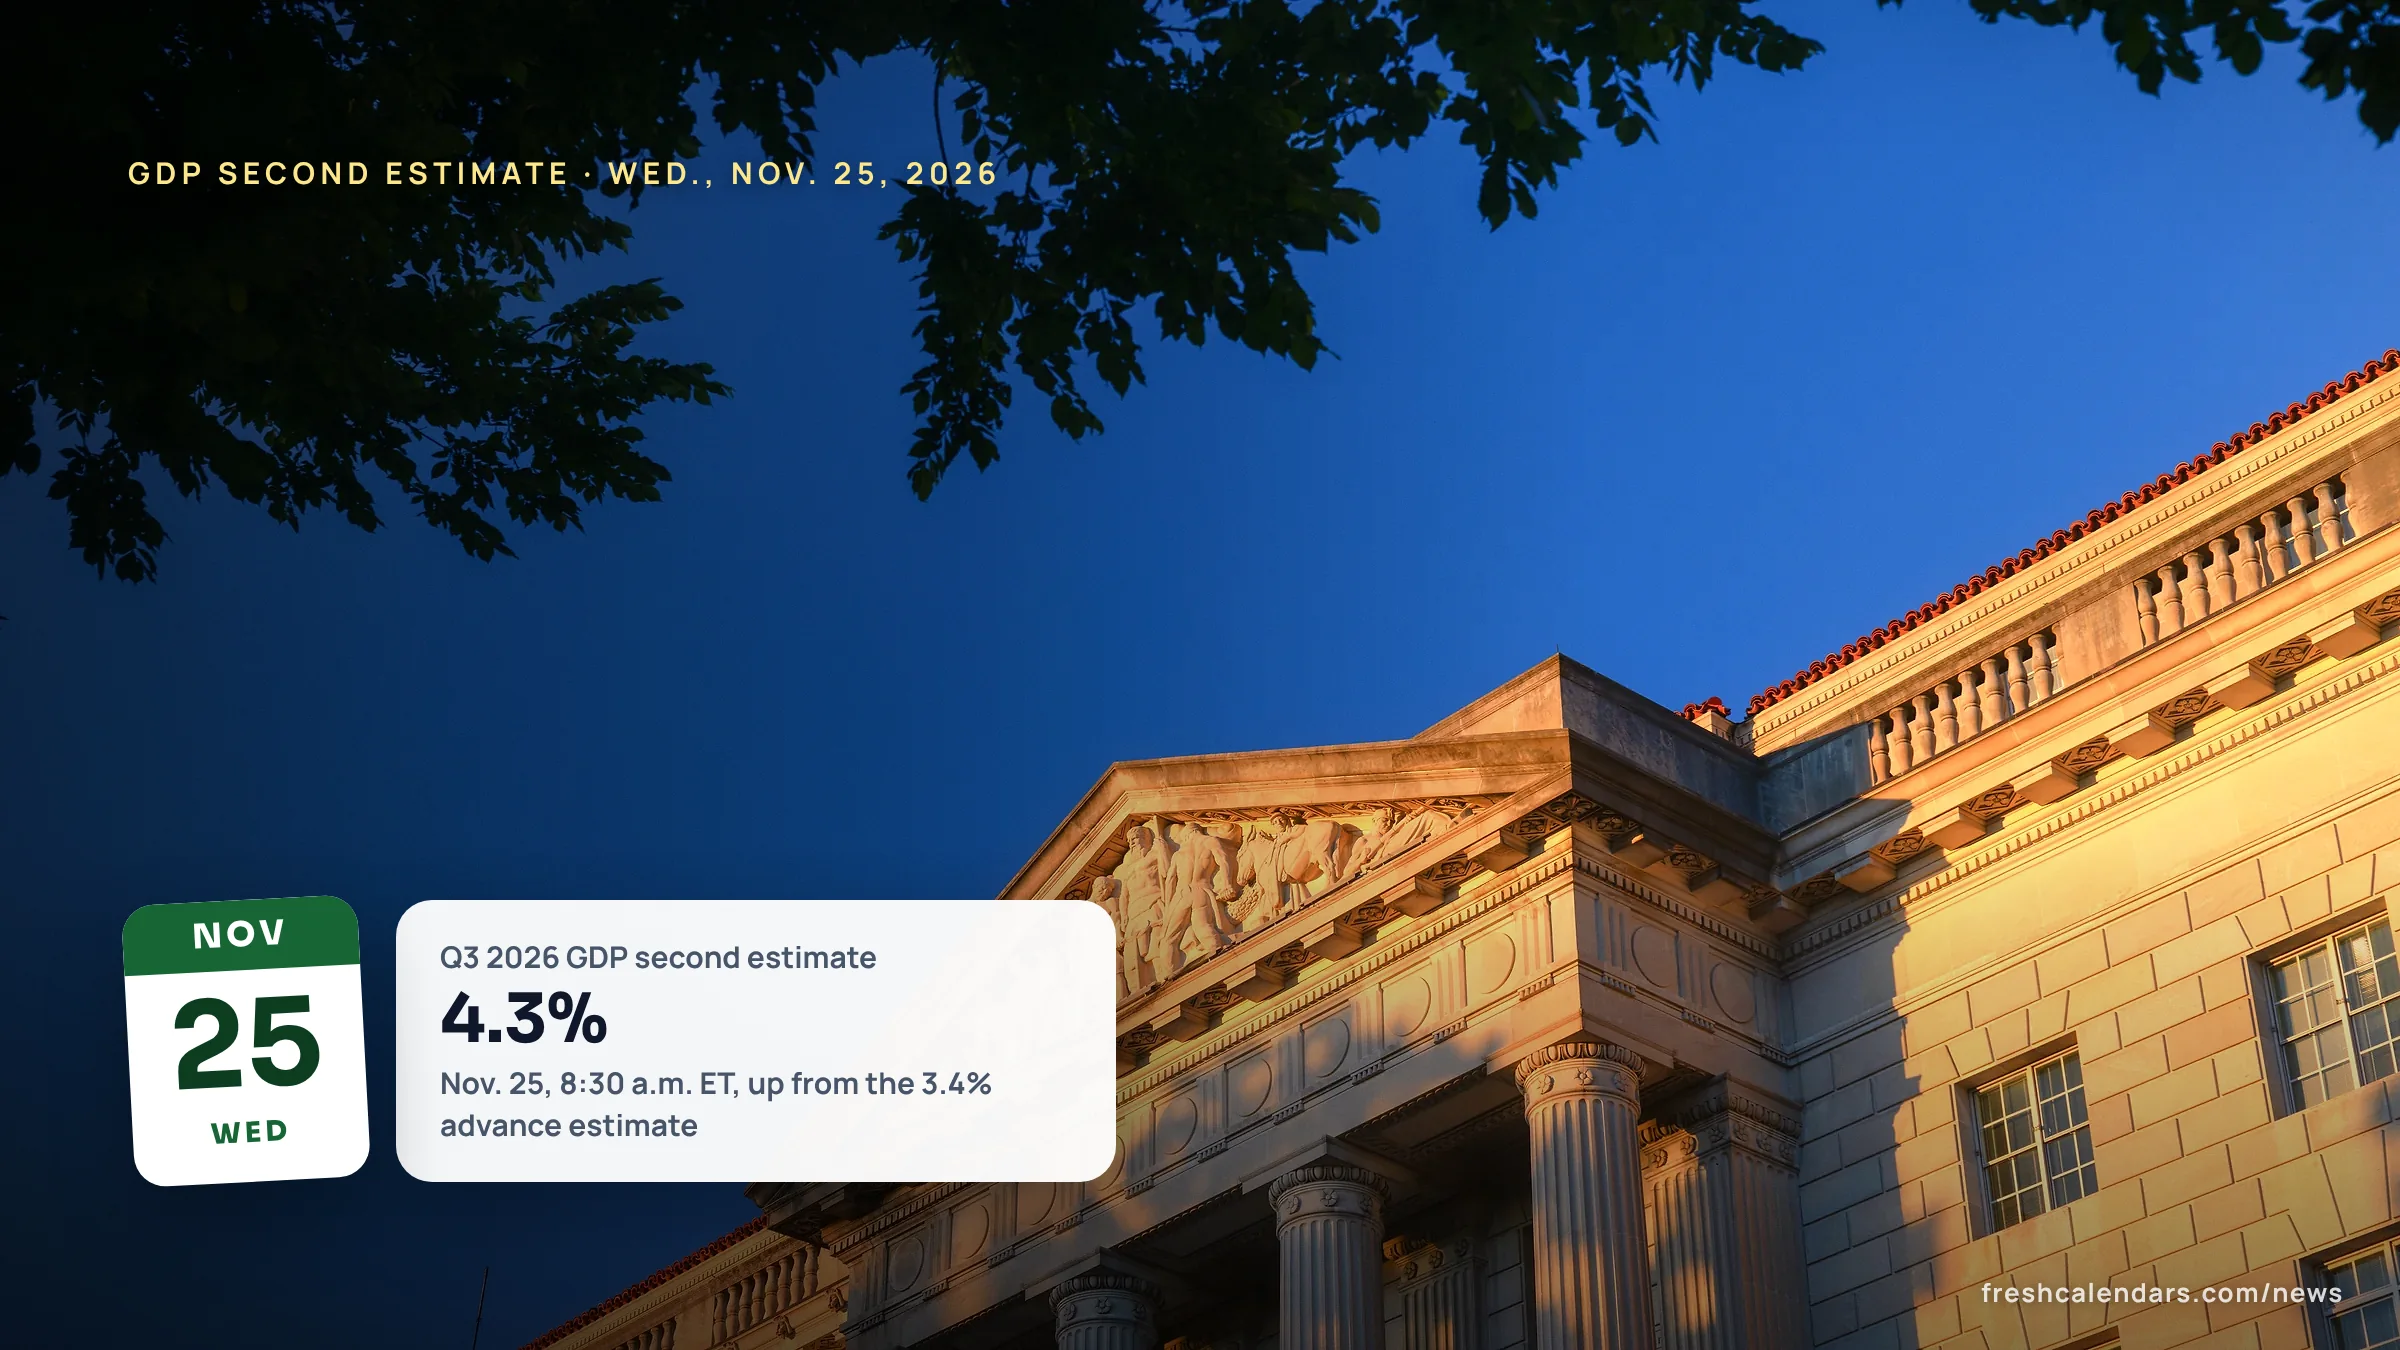 GDP SECOND ESTIMATE · WED., NOV. 25, 2026
NOV
25
WED
Q3 2026 GDP second estimate
4.3%
Nov. 25, 8:30 a.m. ET, up from the 3.4%
advance estimate
freshcalendars.com/news